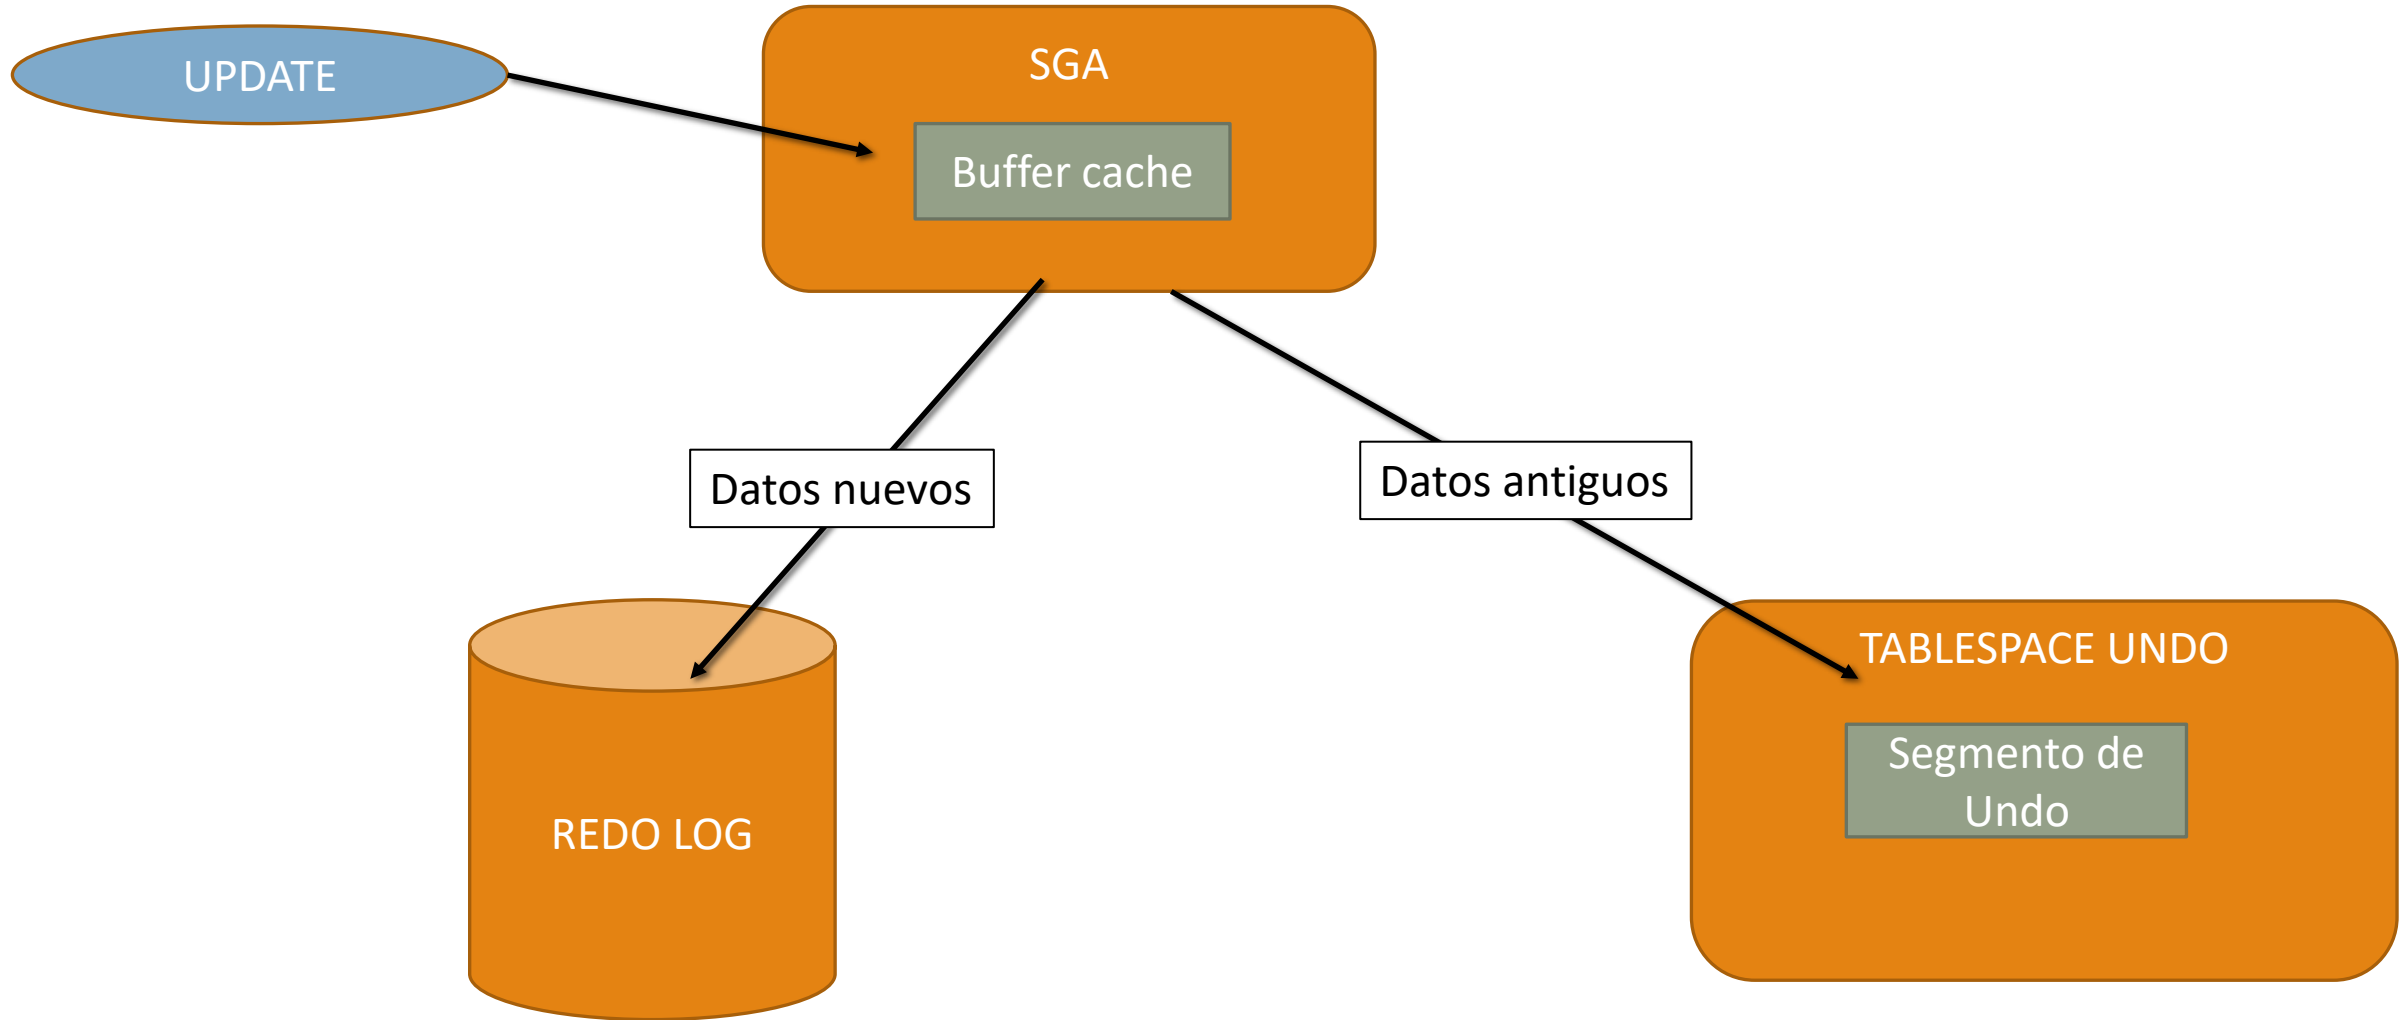 UPDATE
SGA
Buffer cache
Datos nuevos
Datos antiguos
REDO LOG
TABLESPACE UNDO
Segmento de
Undo